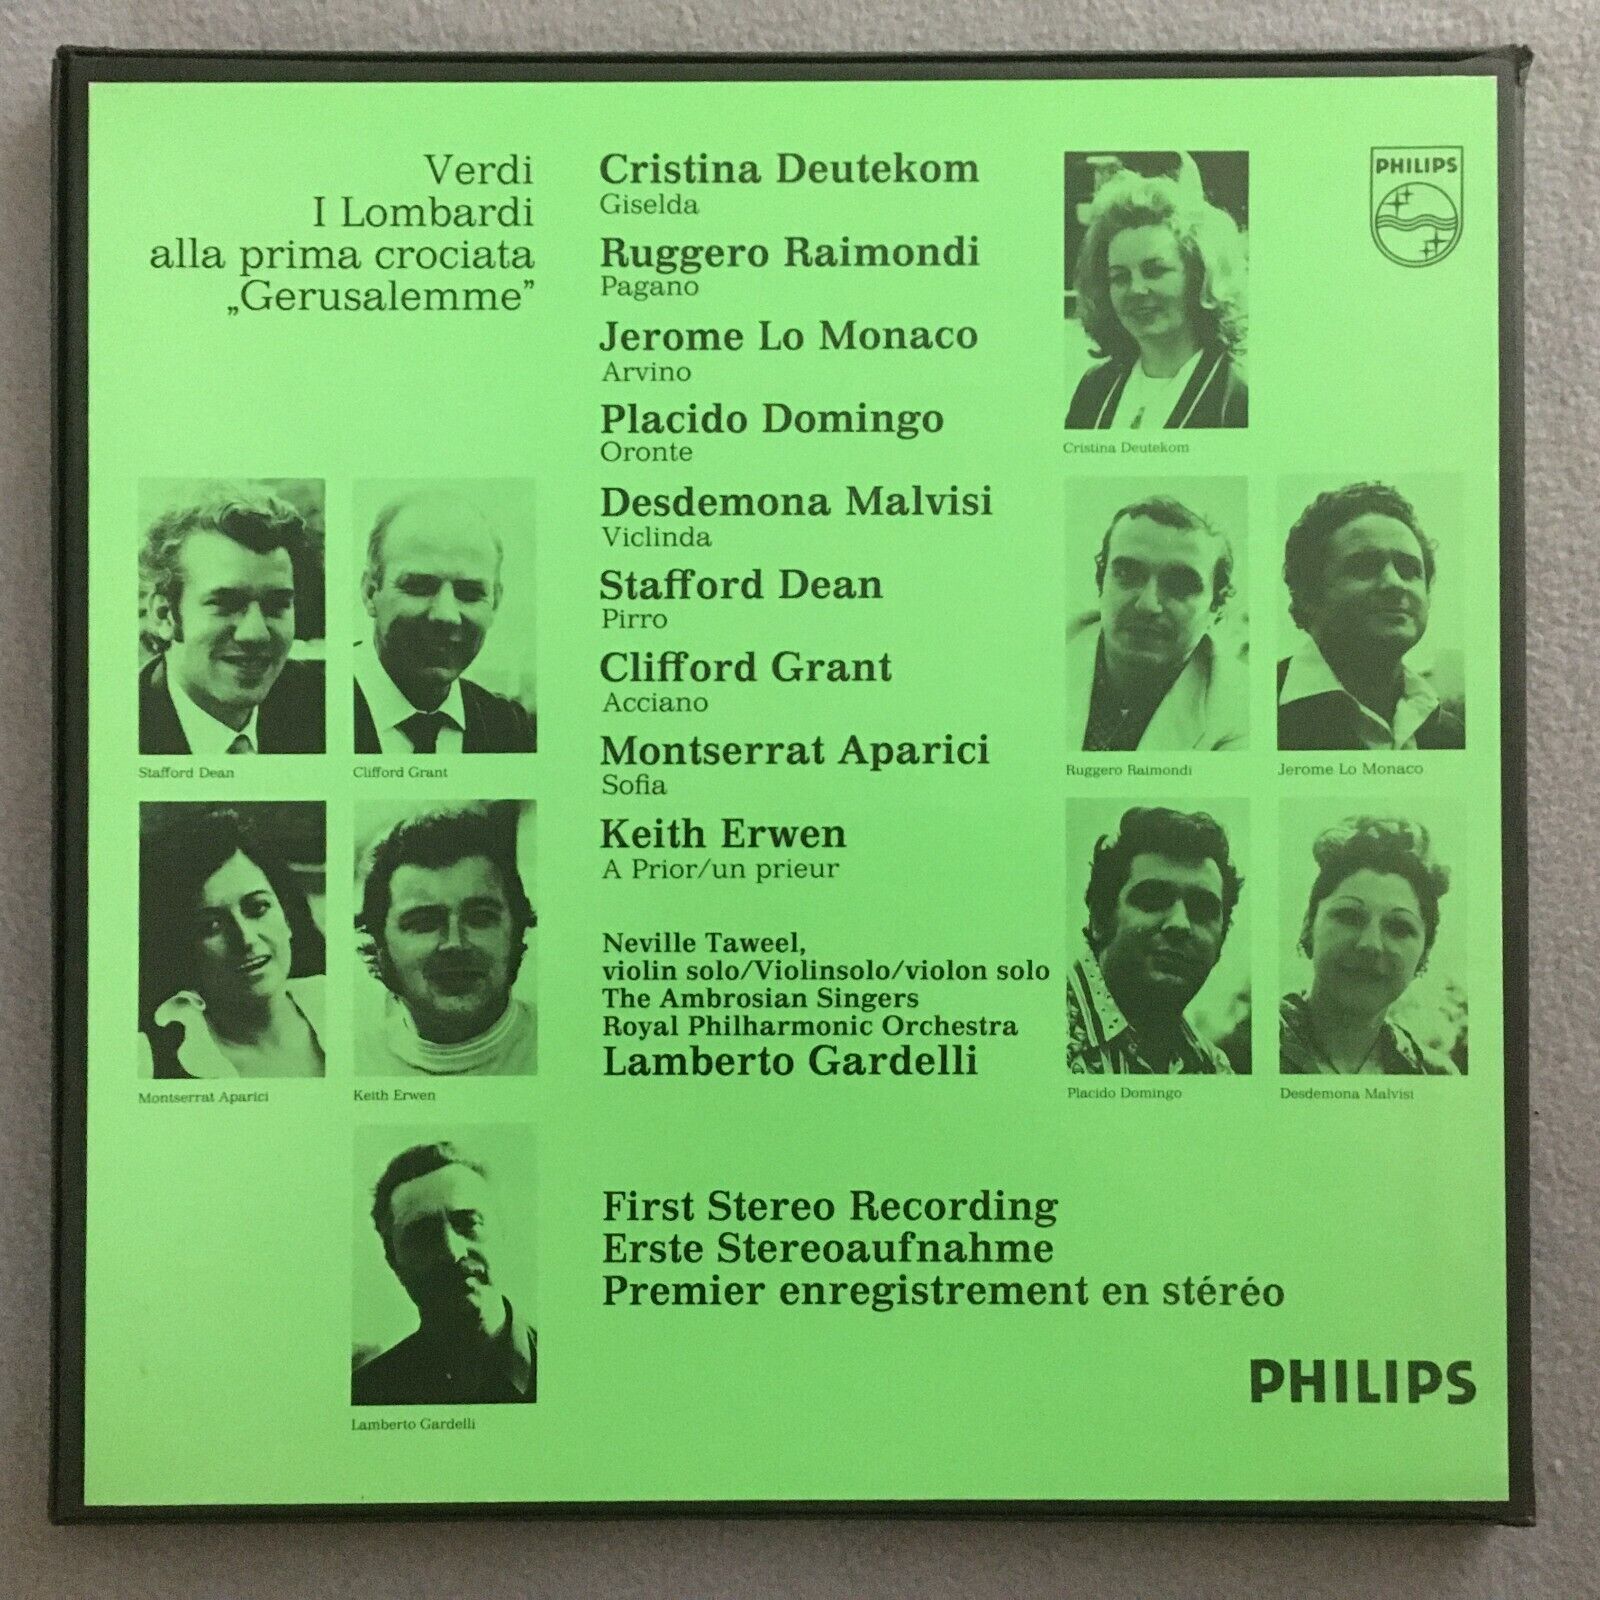 Verdi
I Lombardi
alla prima crociata
„Gerusalemme”
Cristina Deutekom
Giselda
Ruggero Raimondi
Pagano
Jerome Lo Monaco
Arvino
Placido Domingo
Oronte
Desdemona Malvisi
Viclinda
Stafford Dean
Pirro
Clifford Grant
Acciano
Montserrat Aparici
Sofia
Keith Erwen
A Prior/un prieur
Neville Taweel,
violin solo/Violinsolo/violon solo
The Ambrosian Singers
Royal Philharmonic Orchestra
Lamberto Gardelli
First Stereo Recording
Erste Stereoaufnahme
Premier enregistrement en stéréo
PHILIPS
Cristina Deutekom
Stafford Dean
Clifford Grant
Ruggero Raimondi
Jerome Lo Monaco
Montserrat Aparici
Keith Erwen
Placido Domingo
Desdemona Malvisi
Lamberto Gardelli
PHILIPS